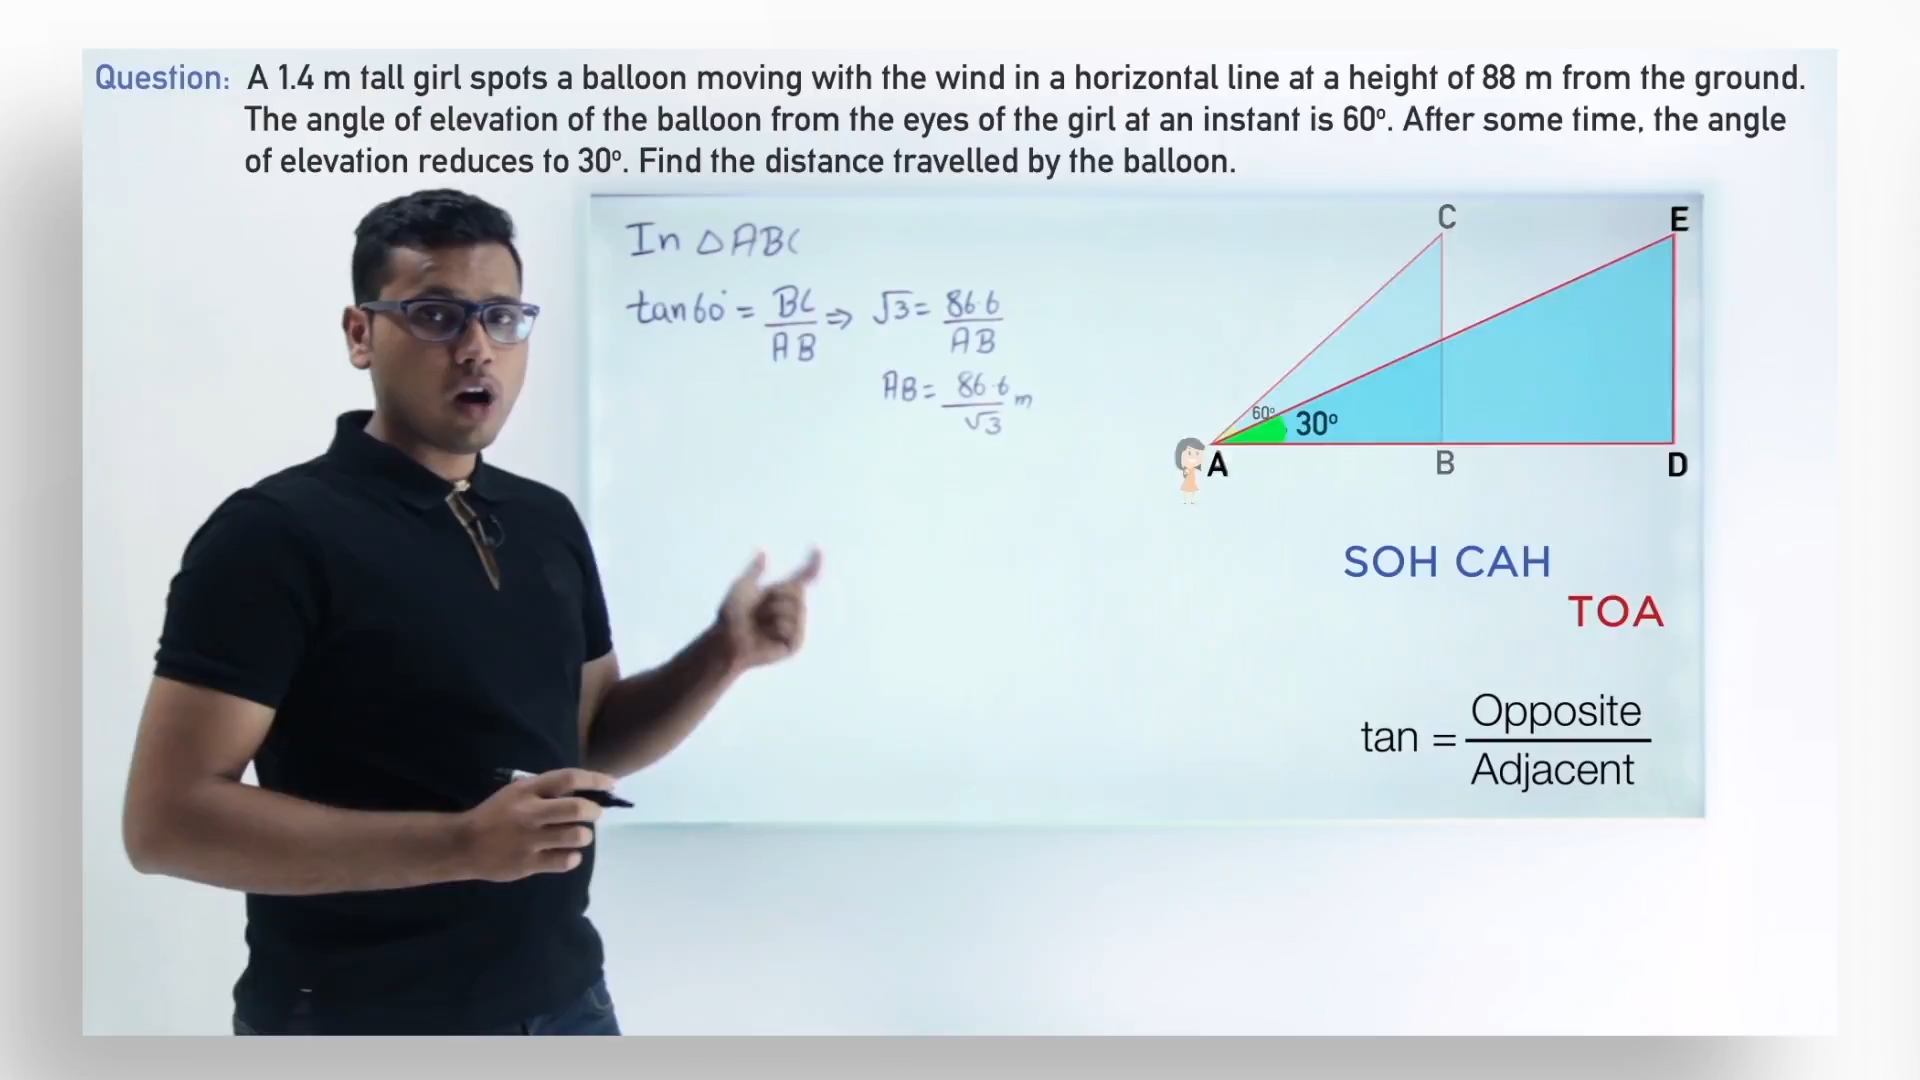 Question: A 1.4 m tall girl spots a balloon moving with the wind in a horizontal line at a height of 88 m from the ground.
The angle of elevation of the balloon from the eyes of the girl at an instant is 60°. After some time, the angle
of elevation reduces to 30°. Find the distance travelled by the balloon.
In △ABC
tan60° = BC/AB ⇒ √3 = 86.6/AB
AB = 86.6/√3 m
C
E
60°
30°
A
B
D
SOH CAH
TOA
tan = Opposite/Adjacent